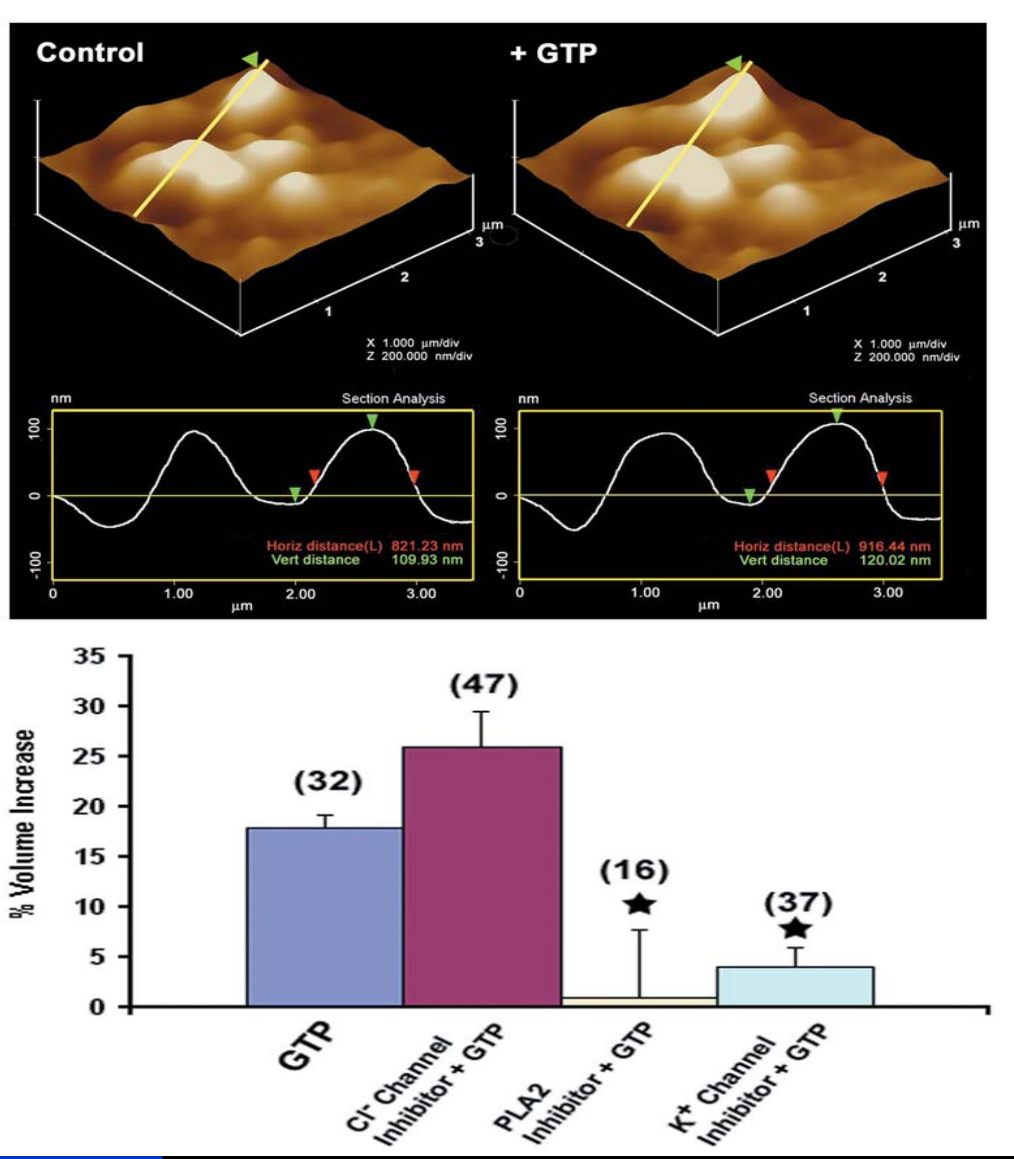 Control
+ GTP
μm
3
2
1
X 1.000 μm/div
Z 200.000 nm/div
μm
3
2
1
X 1.000 μm/div
Z 200.000 nm/div
nm
Section Analysis
100
0
-100
Horiz distance(L) 821.23 nm
Vert distance 109.93 nm
0 1.00 2.00 3.00
μm
nm
Section Analysis
100
0
-100
Horiz distance(L) 916.44 nm
Vert distance 120.02 nm
0 1.00 2.00 3.00
μm
% Volume Increase
35
30
25
20
15
10
5
0
(32)
(47)
(16)
(37)
GTP
Cl⁻ Channel
Inhibitor + GTP
PLA2
Inhibitor + GTP
K⁺ Channel
Inhibitor + GTP